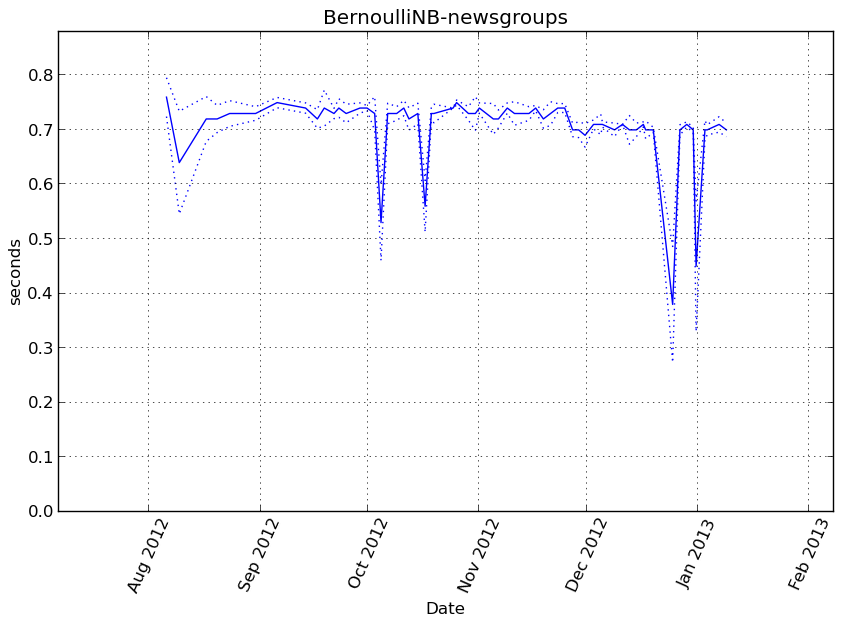 BernoulliNB-newsgroups
0.8
0.7
0.6
0.5
0.4
0.3
0.2
0.1
0.0
seconds
Aug 2012
Sep 2012
Oct 2012
Nov 2012
Dec 2012
Jan 2013
Feb 2013
Date